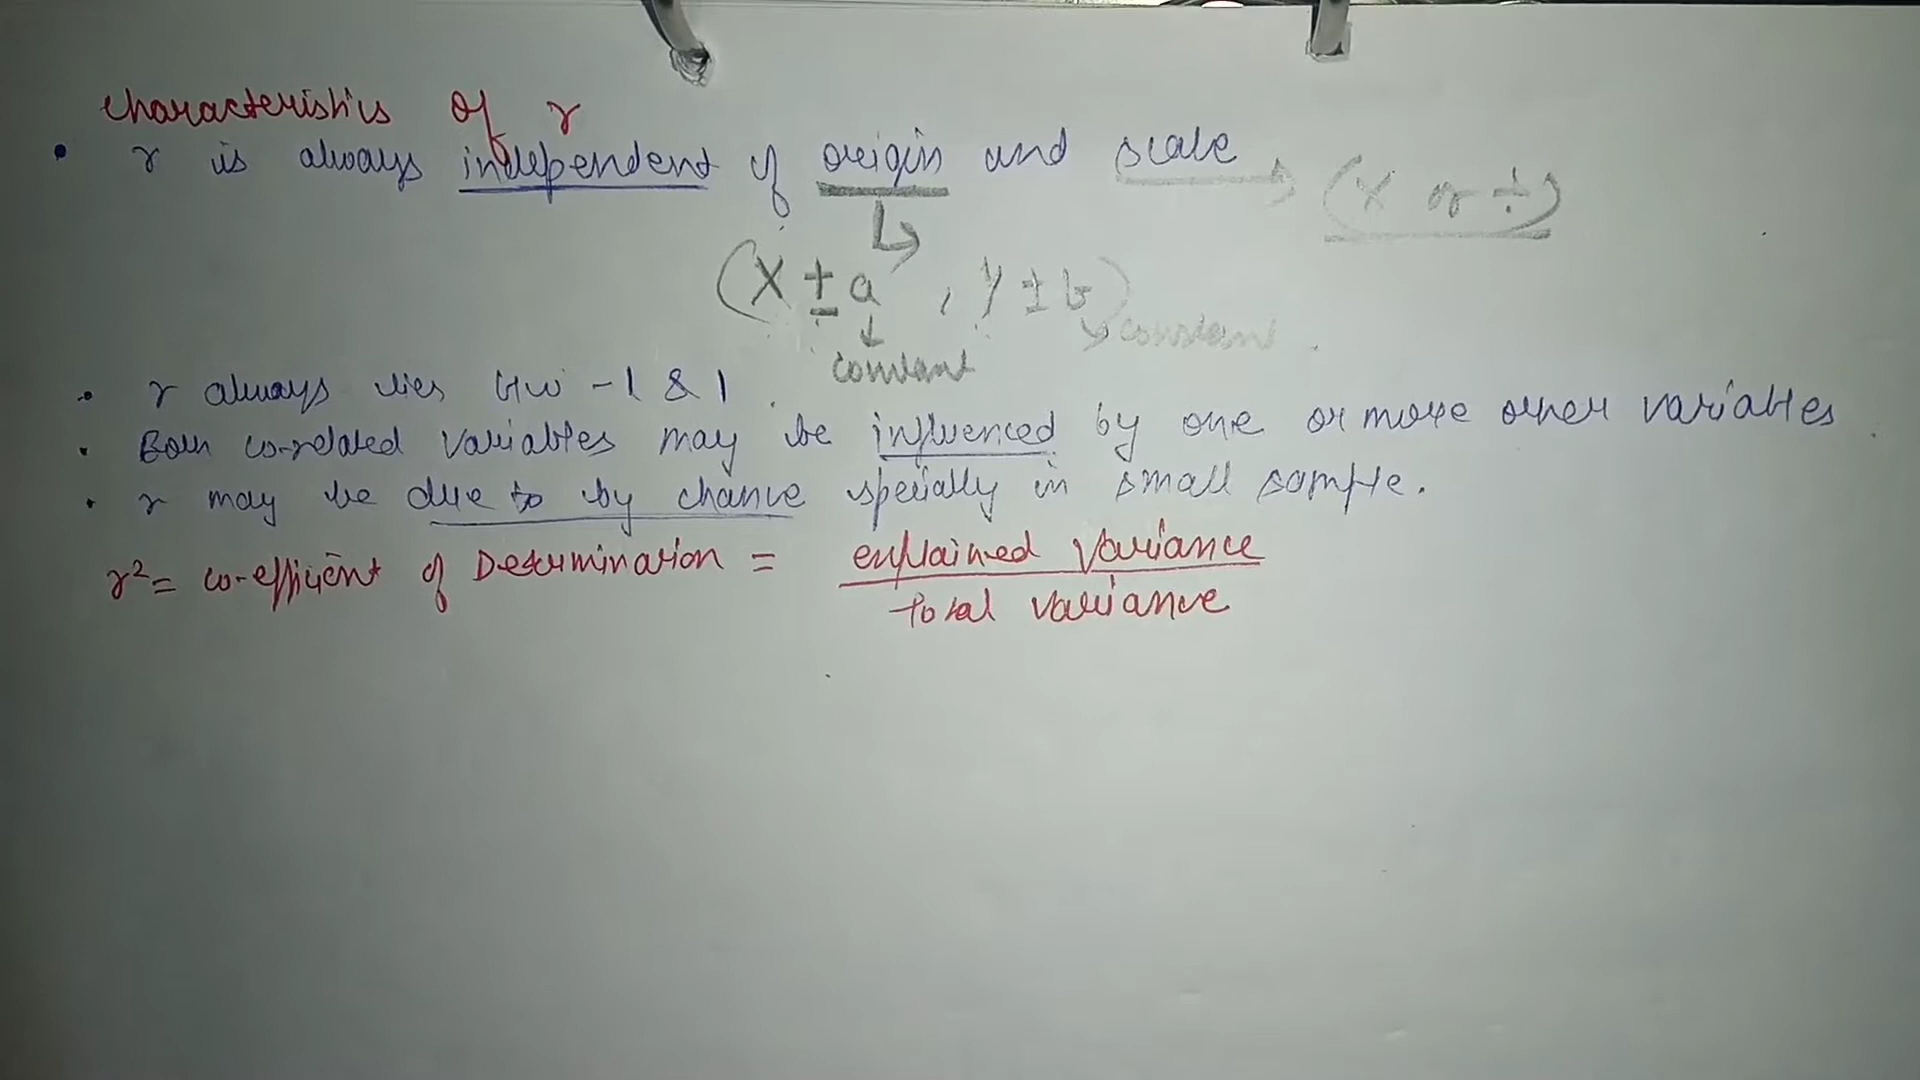 characteristics of r
• r is always independent of origin and scale → (× or ÷)
(X ± a , y ± b)
constant
constant
• r always lies btw -1 & 1
• Both co-related variables may be influenced by one or more other variables
• r may be due to by chance specially in small sample.
r² = co-efficient of Determination = explained variance
total variance